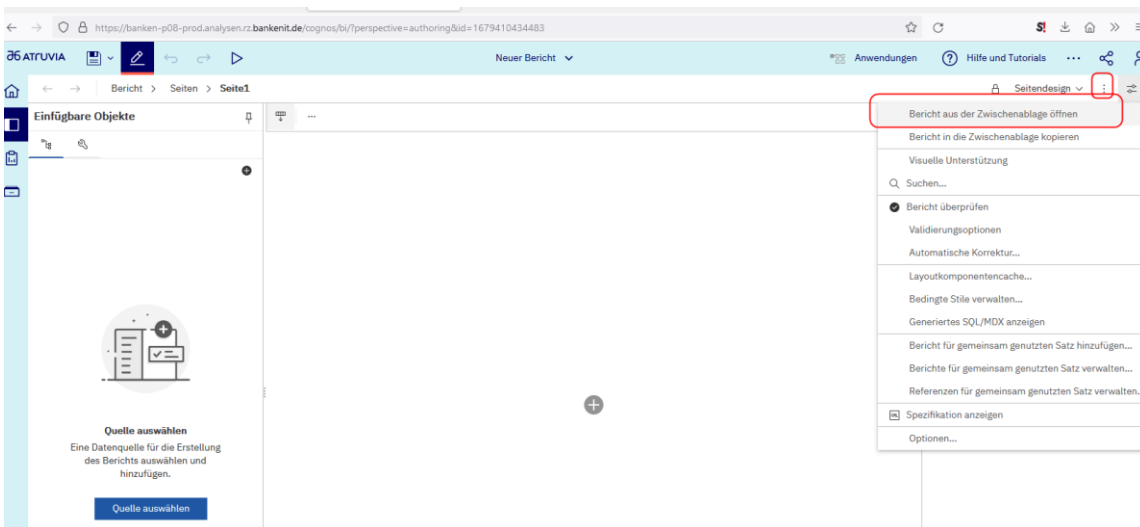 https://banken-p08-prod.analysen.rz.bankenit.de/cognos/bi/?perspective=authoring&id=1679410434483
ATRUVIA
Neuer Bericht
Anwendungen
Hilfe und Tutorials
Bericht > Seiten > Seite1
Seitendesign
Einfügbare Objekte
Bericht aus der Zwischenablage öffnen
Bericht in die Zwischenablage kopieren
Visuelle Unterstützung
Suchen...
Bericht überprüfen
Validierungsoptionen
Automatische Korrektur...
Layoutkomponentencache...
Bedingte Stile verwalten...
Generiertes SQL/MDX anzeigen
Bericht für gemeinsam genutzten Satz hinzufügen...
Berichte für gemeinsam genutzten Satz verwalten...
Referenzen für gemeinsam genutzten Satz verwalten.
Spezifikation anzeigen
Optionen...
Quelle auswählen
Eine Datenquelle für die Erstellung
des Berichts auswählen und
hinzufügen.
Quelle auswählen